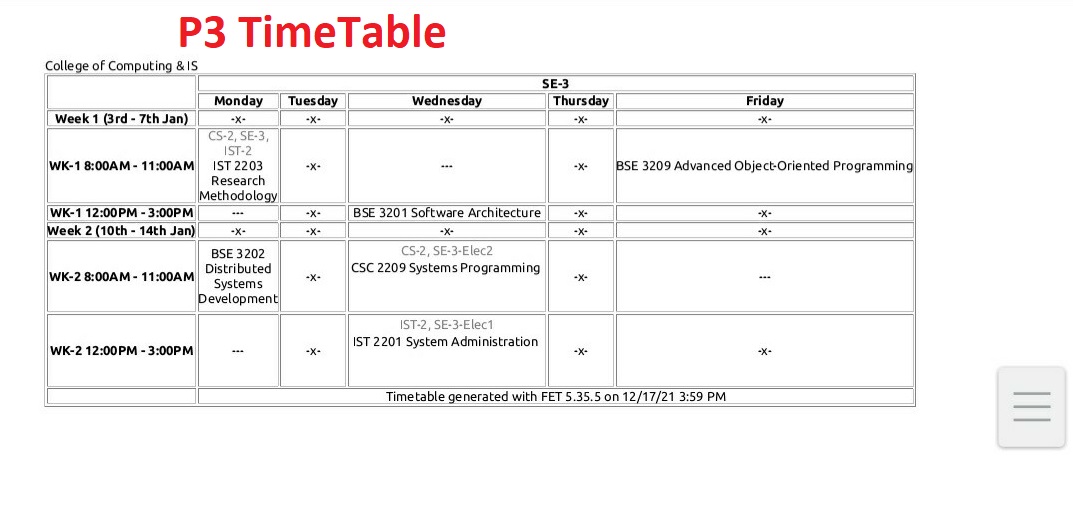 P3 TimeTable
College of Computing & IS
SE-3
Monday Tuesday Wednesday Thursday Friday
Week 1 (3rd - 7th Jan) -X- -X- -X- -X- -X-
WK-1 8:00AM - 11:00AM CS-2, SE-3, IST-2 IST 2203 Research Methodology -X- --- -X- BSE 3209 Advanced Object-Oriented Programming
WK-1 12:00PM - 3:00PM --- -X- BSE 3201 Software Architecture -X- -X-
Week 2 (10th - 14th Jan) -X- -X- -X- -X- -X-
WK-2 8:00AM - 11:00AM BSE 3202 Distributed Systems Development -X- CS-2, SE-3-Elec2 CSC 2209 Systems Programming -X- ---
WK-2 12:00PM - 3:00PM --- -X- IST-2, SE-3-Elec1 IST 2201 System Administration -X- -X-
Timetable generated with FET 5.35.5 on 12/17/21 3:59 PM